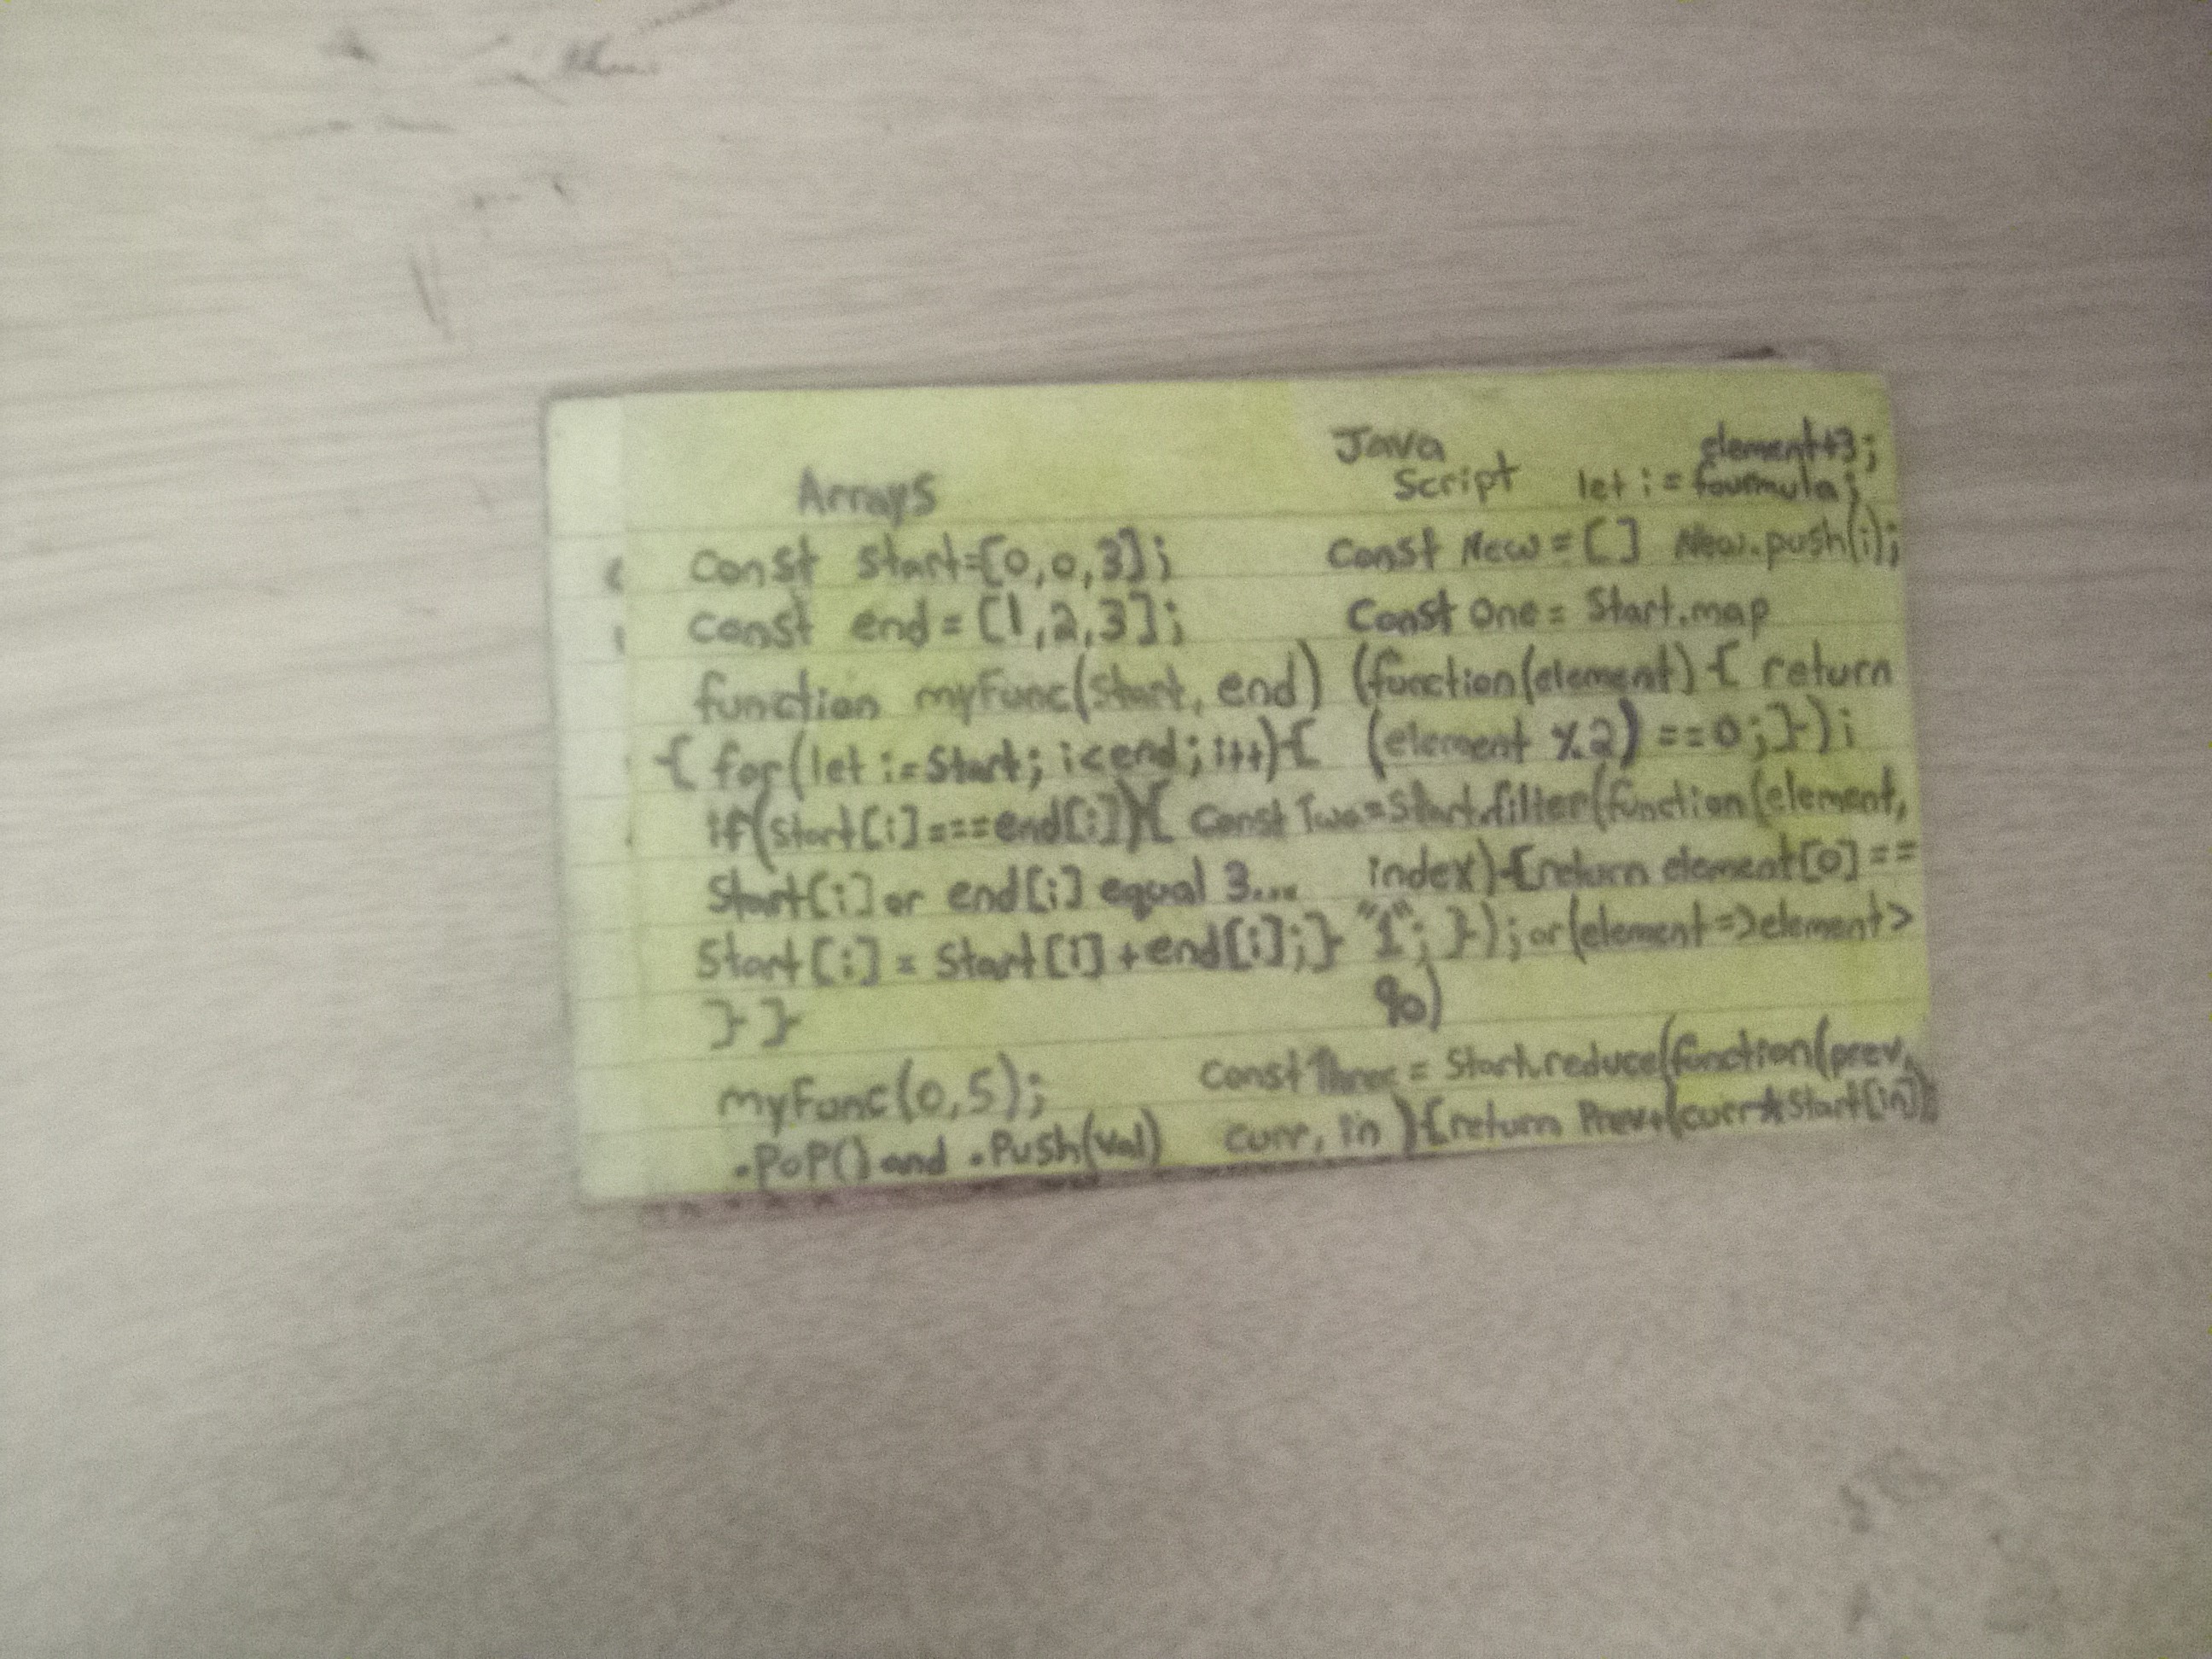 Arrays
const start=[0,0,3];
const end=[1,2,3];
function myFunc(start, end)
{ for(let i=start; i<end; i++){
if(start[i]===end[i]){
Start[i] or end[i] equal 3...
Start[i] = Start[i] +end[i];}
}}
myFunc(0,5);
.PoP() and .Push(val)
Java
Script
element+3;
let i = fourmula;
Const New = [] New.push(i);
Const One = Start.map
(function(element) { return
(element %2) ==0;});
const Two=Start.filter(function(element,
index){return element[0] ==
"1"; }); or (element=>element>
90)
const Three = Start.reduce(function(prev,
curr, in ){return Prev+(curr*Start[in])